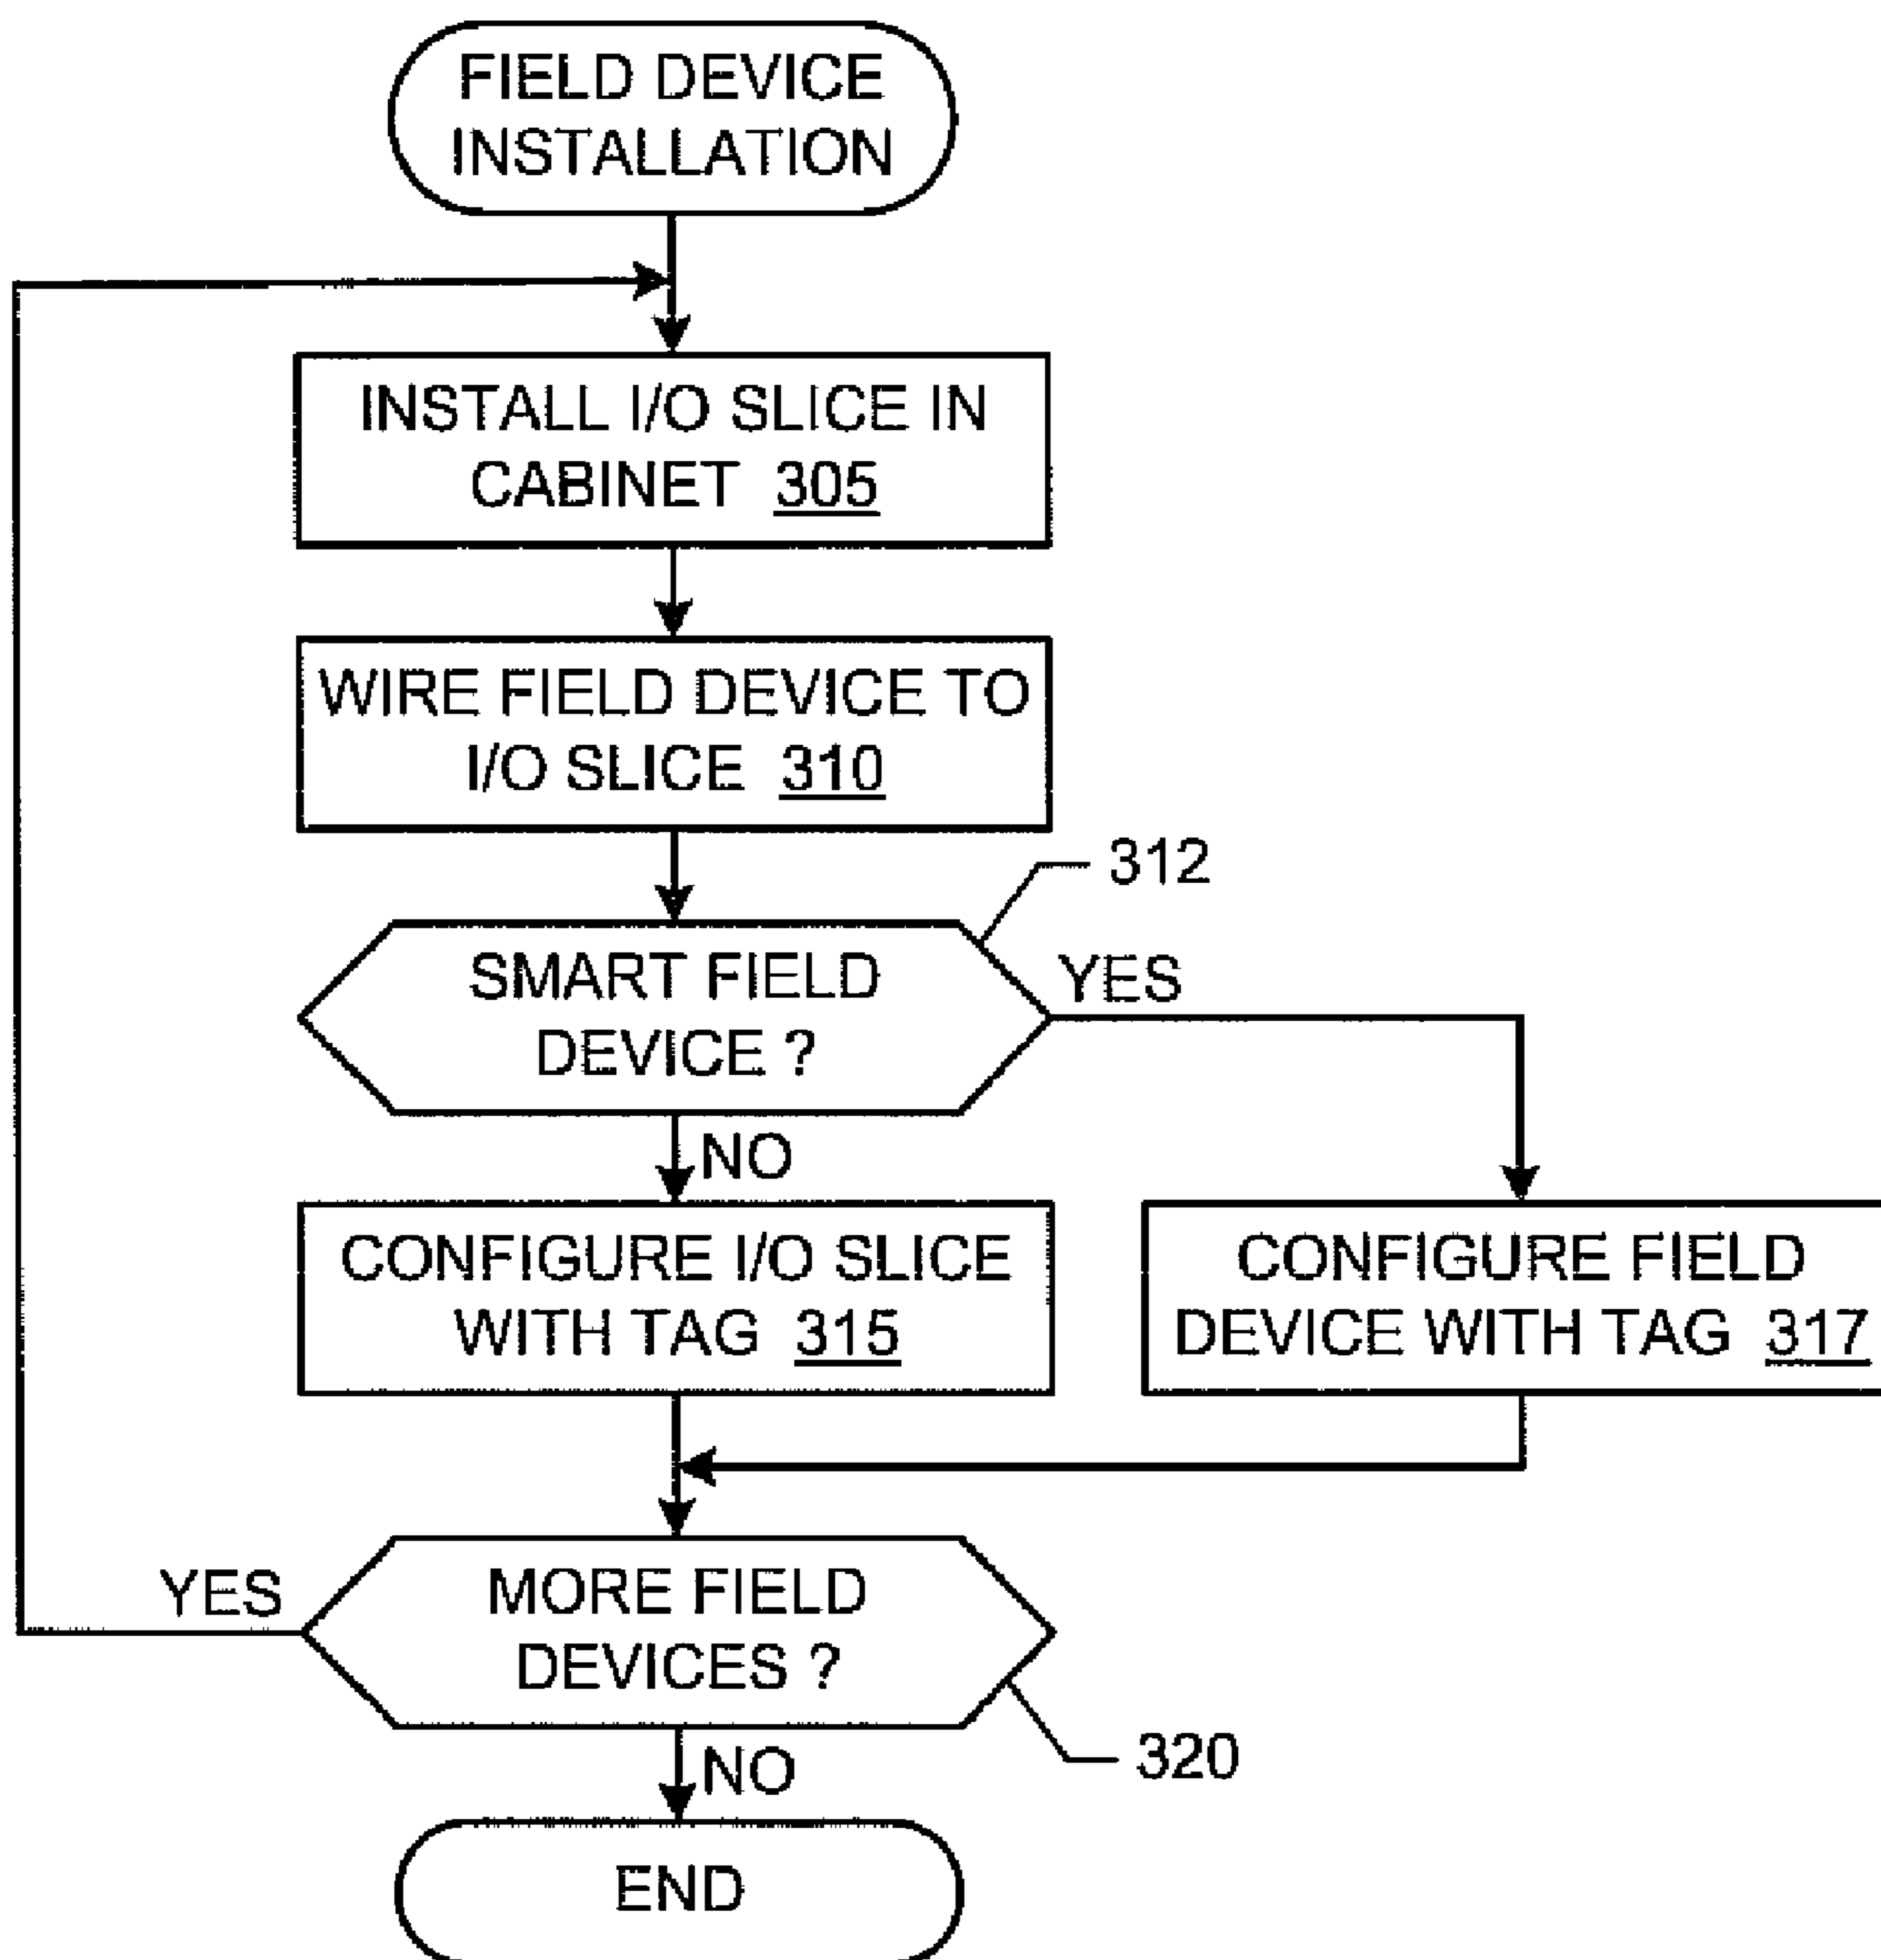 FIELD DEVICE
INSTALLATION
INSTALL I/O SLICE IN
CABINET 305
WIRE FIELD DEVICE TO
I/O SLICE 310
312
SMART FIELD
DEVICE ?
YES
NO
CONFIGURE I/O SLICE
WITH TAG 315
CONFIGURE FIELD
DEVICE WITH TAG 317
YES
MORE FIELD
DEVICES ?
320
NO
END